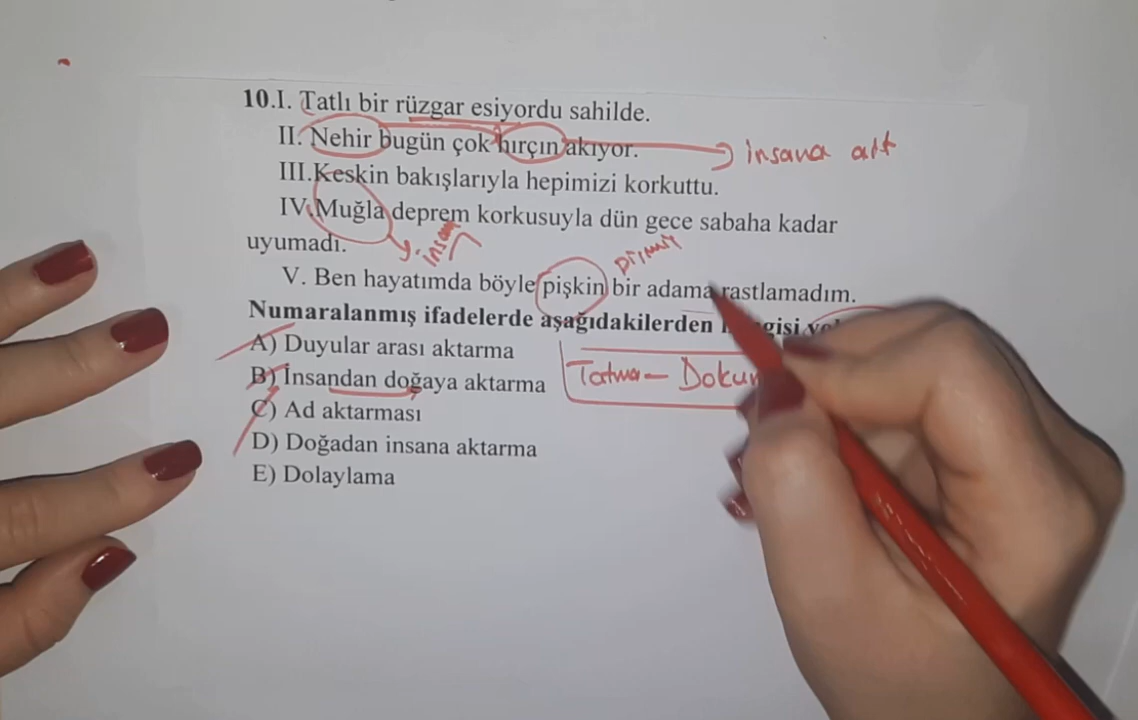 10.I. Tatlı bir rüzgar esiyordu sahilde.
II. Nehir bugün çok hırçın akıyor.
insana ait
III.Keskin bakışlarıyla hepimizi korkuttu.
IV.Muğla deprem korkusuyla dün gece sabaha kadar
uyumadı.
insan
V. Ben hayatımda böyle pişkin bir adama rastlamadım.
Numaralanmış ifadelerde aşağıdakilerden
A) Duyular arası aktarma
B) İnsandan doğaya aktarma
Tatma - Dokun
C) Ad aktarması
D) Doğadan insana aktarma
E) Dolaylama